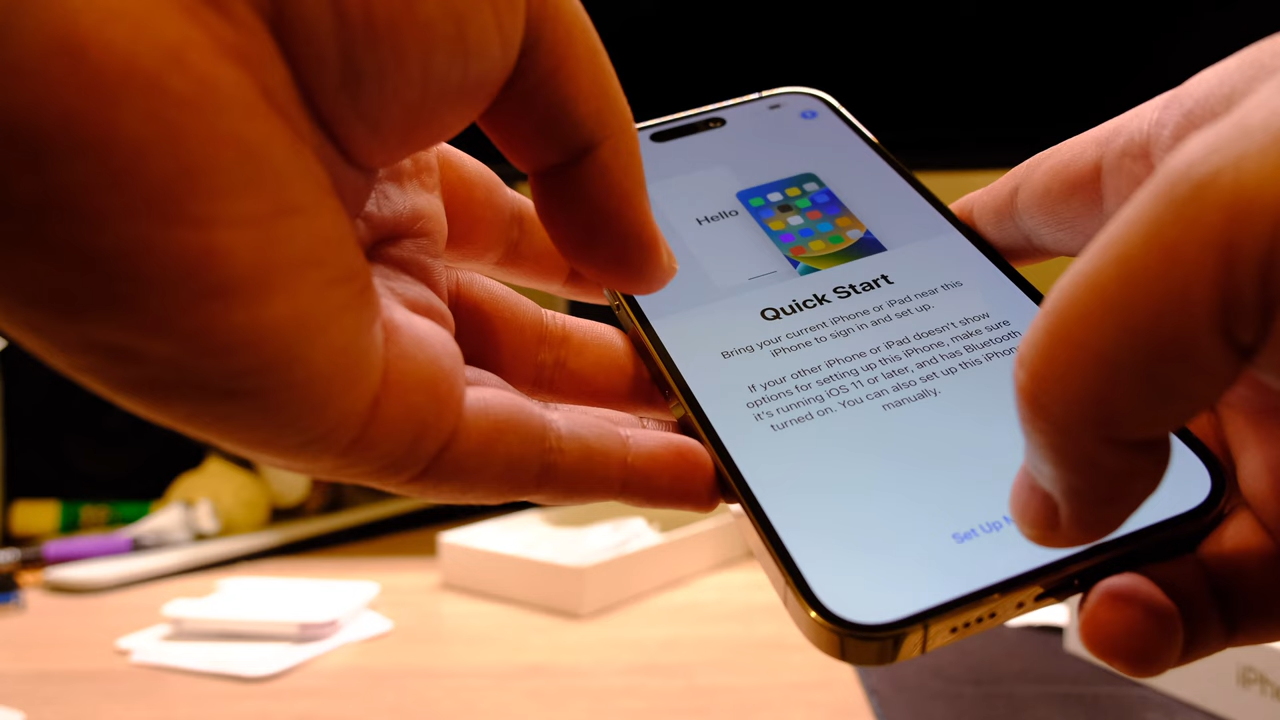 Hello
Quick Start
Bring your current iPhone or iPad near this
iPhone to sign in and set up.
If your other iPhone or iPad doesn't show
options for setting up this iPhone, make sure
it's running iOS 11 or later, and has Bluetooth
turned on. You can also set up this iPhone
manually.
Set Up